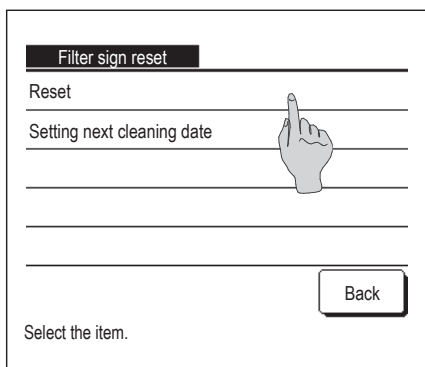 Filter sign reset
Reset
Setting next cleaning date
Back
Select the item.